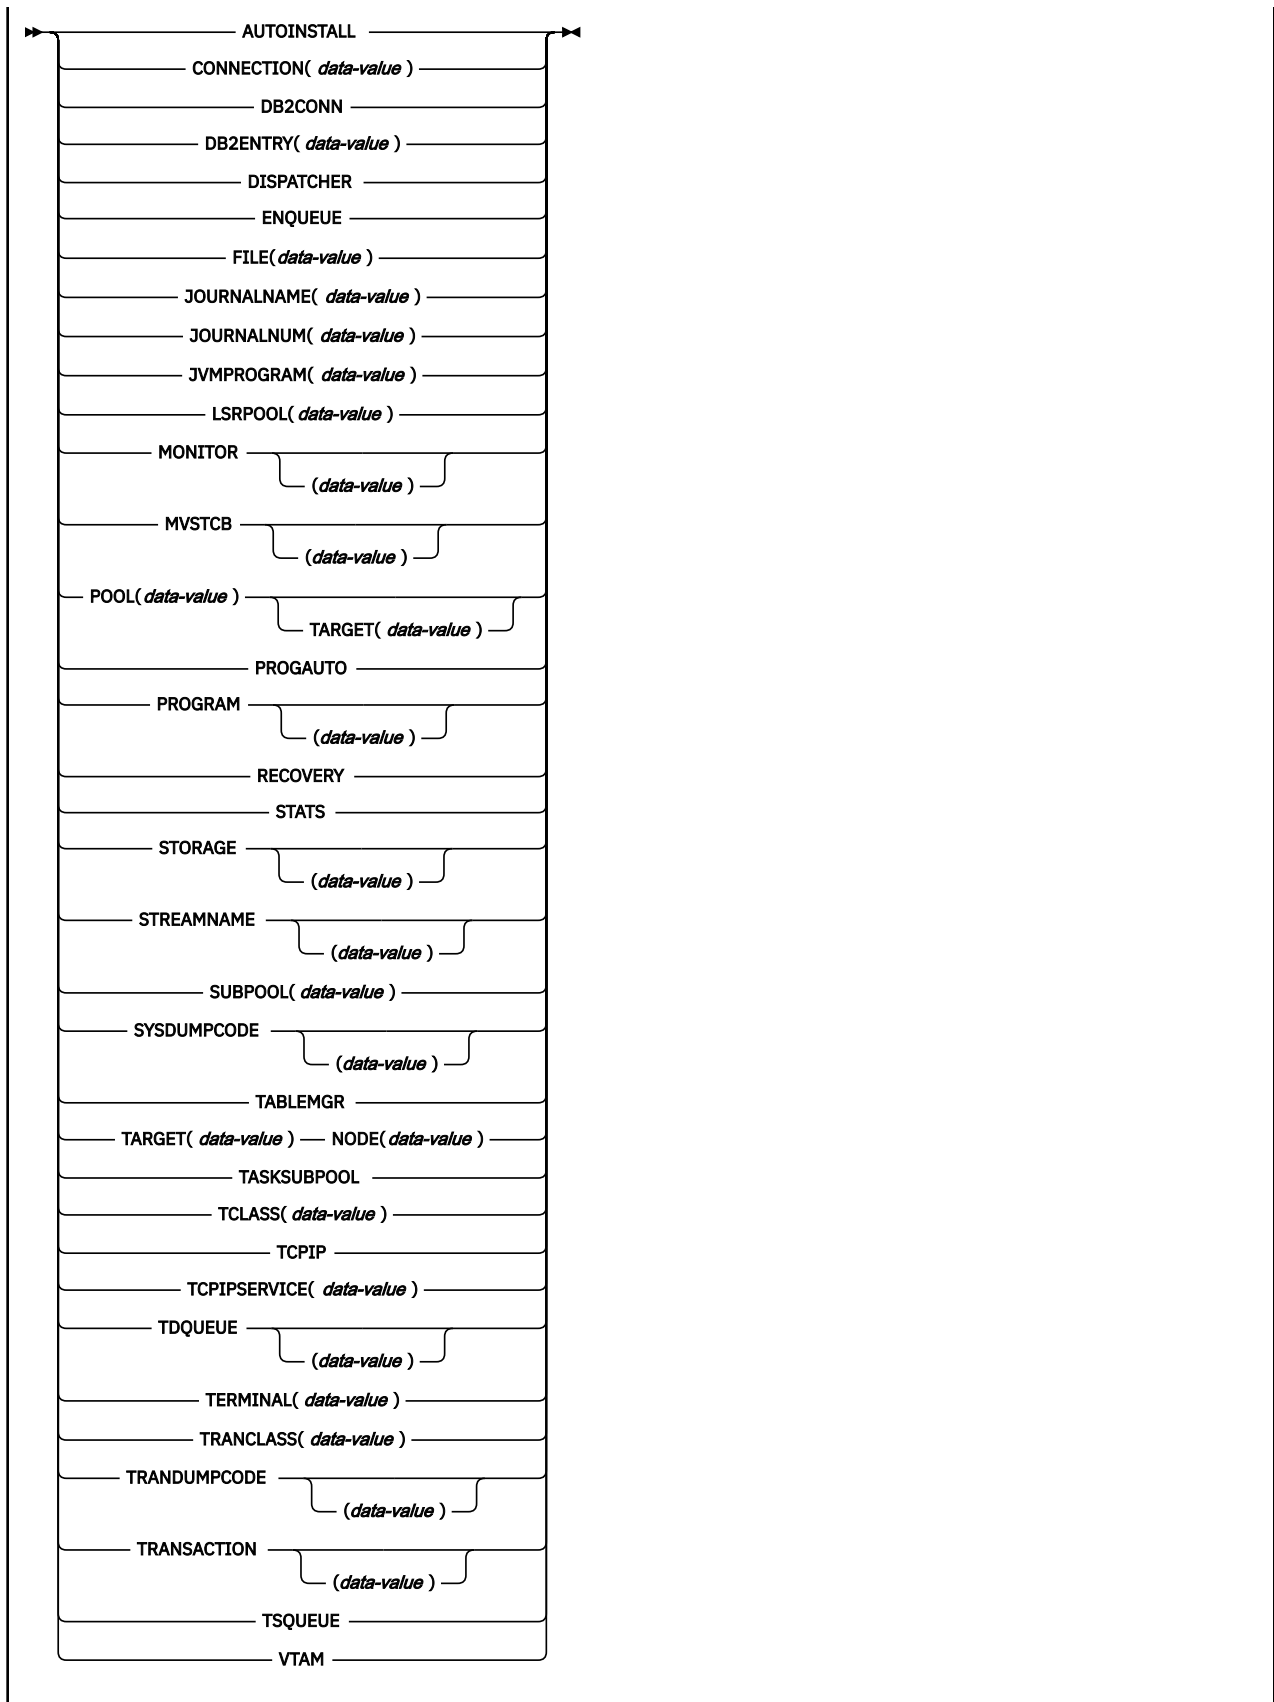 AUTOINSTALL
CONNECTION( data-value )
DB2CONN
DB2ENTRY( data-value )
DISPATCHER
ENQUEUE
FILE(data-value )
JOURNALNAME( data-value )
JOURNALNUM( data-value )
JVMPROGRAM( data-value )
LSRPOOL( data-value )
MONITOR
(data-value )
MVSTCB
(data-value )
POOL(data-value )
TARGET( data-value )
PROGAUTO
PROGRAM
(data-value )
RECOVERY
STATS
STORAGE
(data-value )
STREAMNAME
(data-value )
SUBPOOL( data-value )
SYSDUMPCODE
(data-value )
TABLEMGR
TARGET( data-value ) NODE(data-value )
TASKSUBPOOL
TCLASS( data-value )
TCPIP
TCPIPSERVICE( data-value )
TDQUEUE
(data-value )
TERMINAL( data-value )
TRANCLASS( data-value )
TRANDUMPCODE
(data-value )
TRANSACTION
(data-value )
TSQUEUE
VTAM